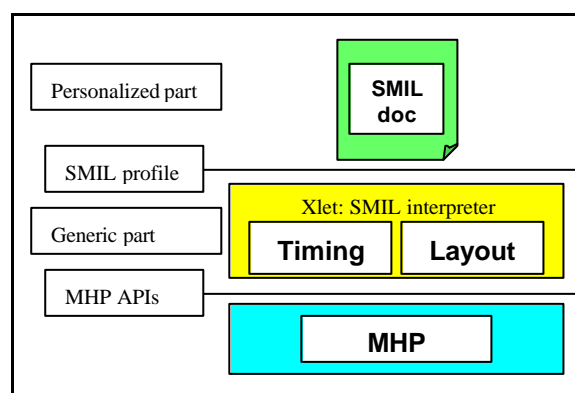 Personalized part
SMIL
doc
SMIL profile
Xlet: SMIL interpreter
Generic part
Timing
Layout
MHP APIs
MHP